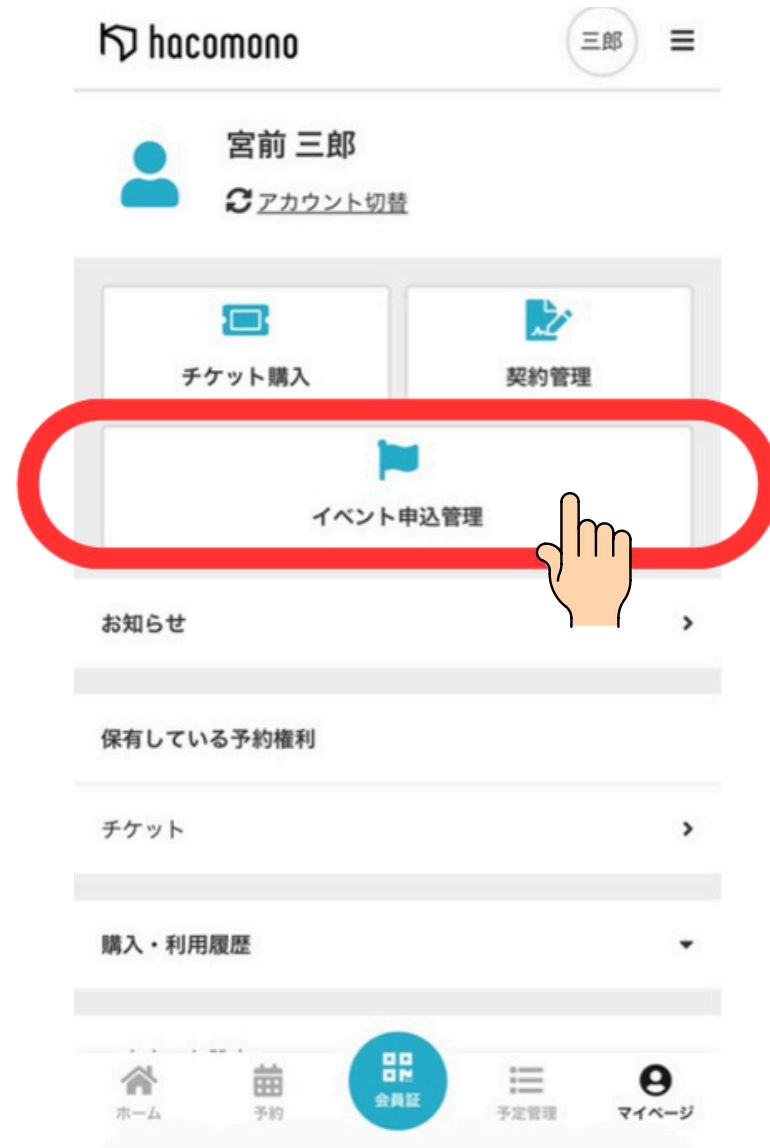 hacomono
三郎
宮前 三郎
アカウント切替
チケット購入
契約管理
イベント申込管理
お知らせ
保有している予約権利
チケット
購入・利用履歴
ホーム
予約
会員証
予定管理
マイページ